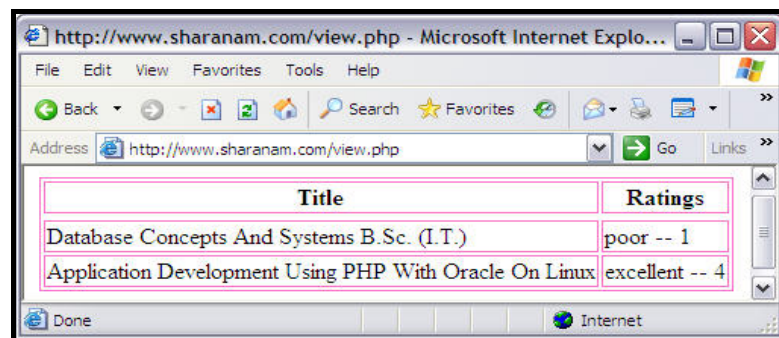 http://www.sharanam.com/view.php - Microsoft Internet Explo...
File Edit View Favorites Tools Help
Back Search Favorites »
Address http://www.sharanam.com/view.php Go Links »
Title Ratings
Database Concepts And Systems B.Sc. (I.T.) poor -- 1
Application Development Using PHP With Oracle On Linux excellent -- 4
Done Internet